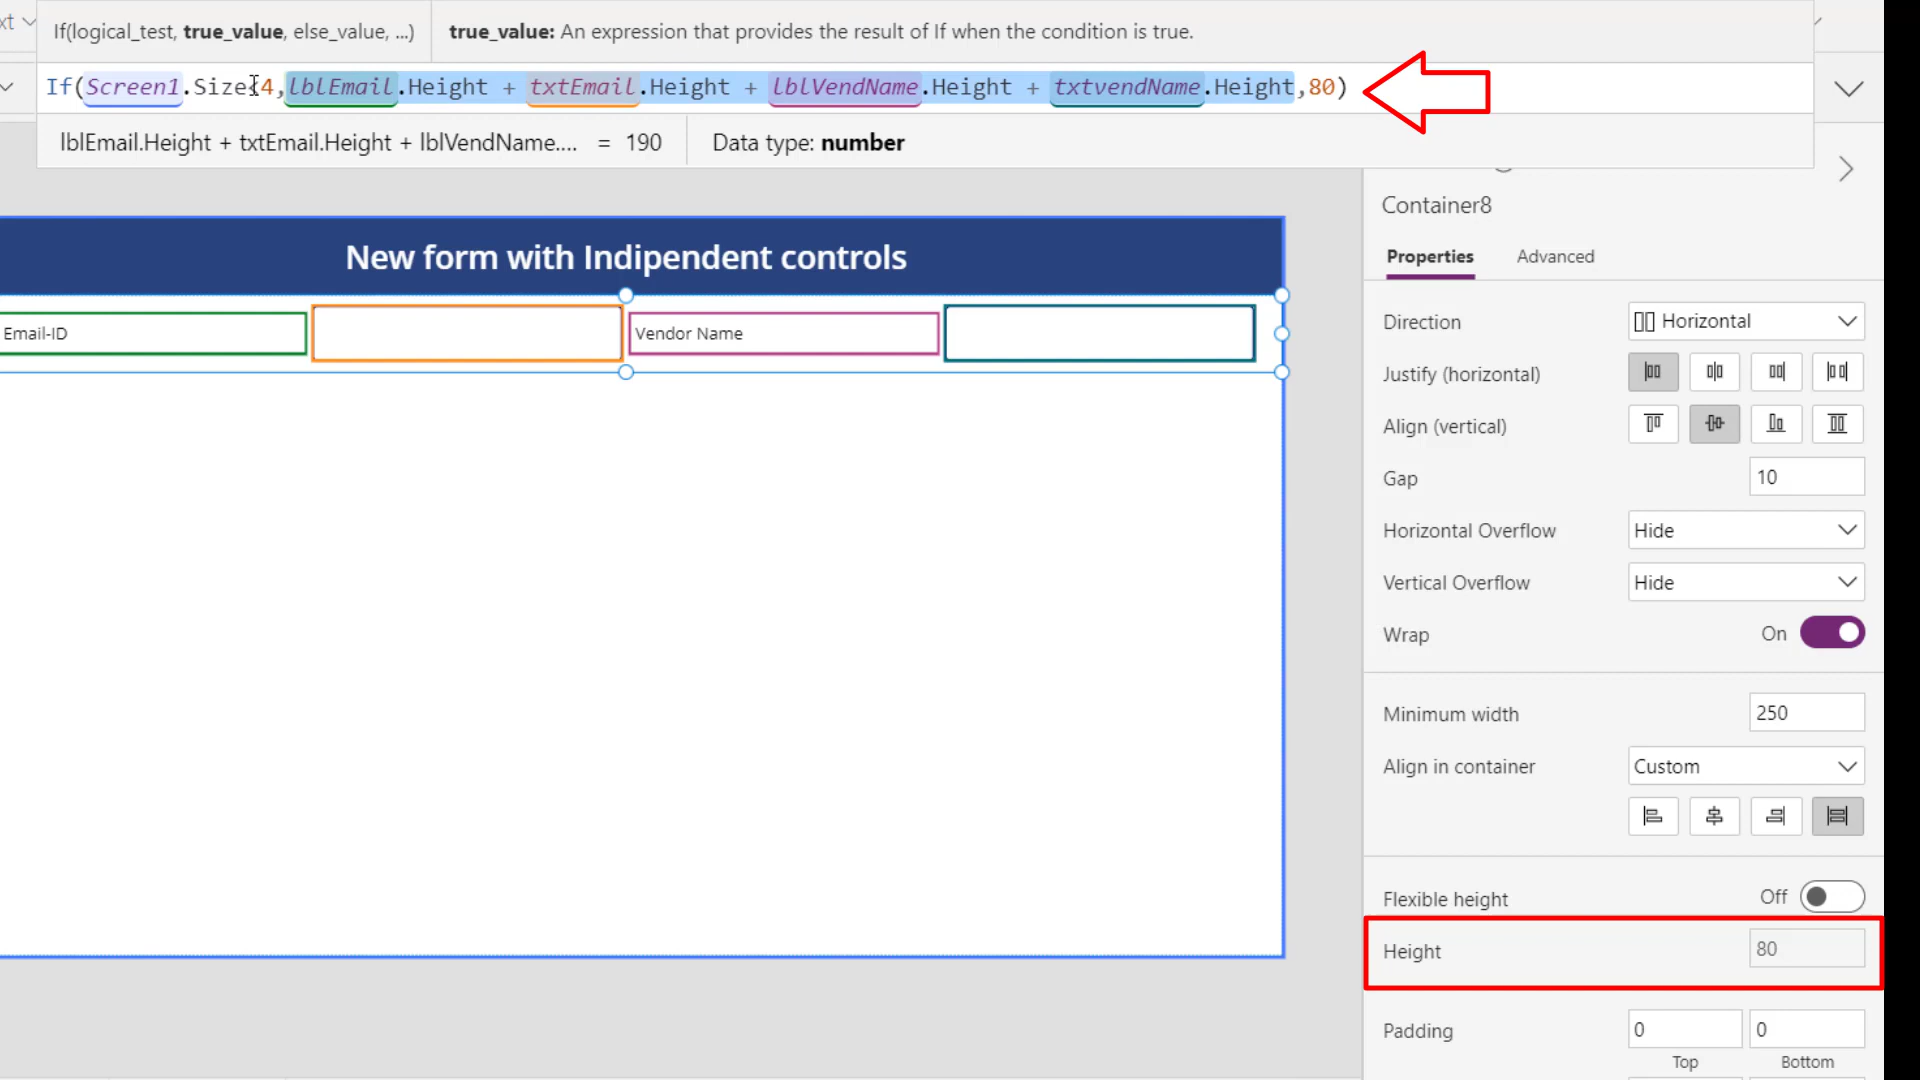 xt
If(logical_test, true_value, else_value, ...)
true_value: An expression that provides the result of If when the condition is true.
If(Screen1.Size<4,lblEmail.Height + txtEmail.Height + lblVendName.Height + txtvendName.Height,80)
lblEmail.Height + txtEmail.Height + lblVendName.... = 190
Data type: number
Container8
Properties
Advanced
New form with Indipendent controls
Email-ID
Vendor Name
Direction
Horizontal
Justify (horizontal)
Align (vertical)
Gap
10
Horizontal Overflow
Hide
Vertical Overflow
Hide
Wrap
On
Minimum width
250
Align in container
Custom
Flexible height
Off
Height
80
Padding
0
0
Top
Bottom